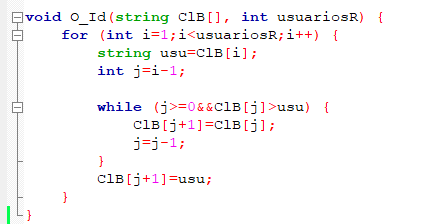 void O_Id(string ClB[], int usuariosR) {
for (int i=1;i<usuariosR;i++) {
string usu=ClB[i];
int j=i-1;
while (j>=0&&ClB[j]>usu) {
ClB[j+1]=ClB[j];
j=j-1;
}
ClB[j+1]=usu;
}
}